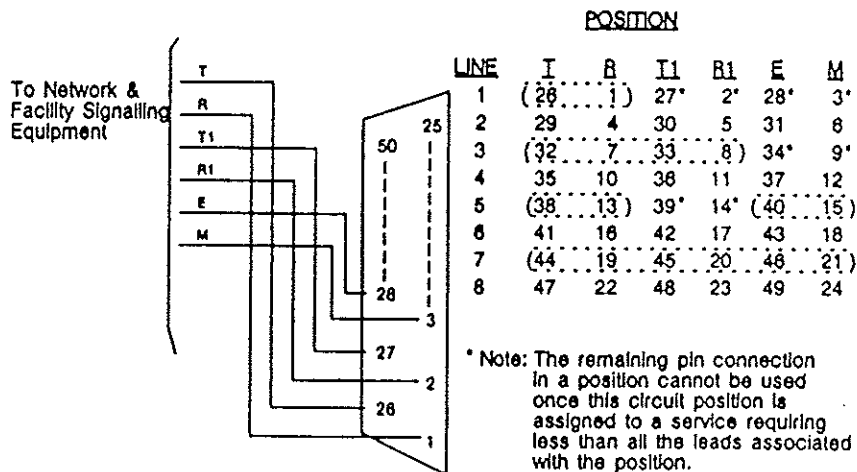 POSITION
LINE T R T1 R1 E M
1 (26 1) 27* 2* 28* 3*
2 29 4 30 5 31 6
3 (32 7 33 8) 34* 9*
4 35 10 36 11 37 12
5 (38 13) 39* 14* (40 15)
6 41 16 42 17 43 18
7 (44 19 45 20 46 21)
8 47 22 48 23 49 24
To Network &
Facility Signalling
Equipment
T
R
T1
R1
E
M
25
50
28
3
27
2
26
1
* Note: The remaining pin connection
in a position cannot be used
once this circuit position is
assigned to a service requiring
less than all the leads associated
with the position.